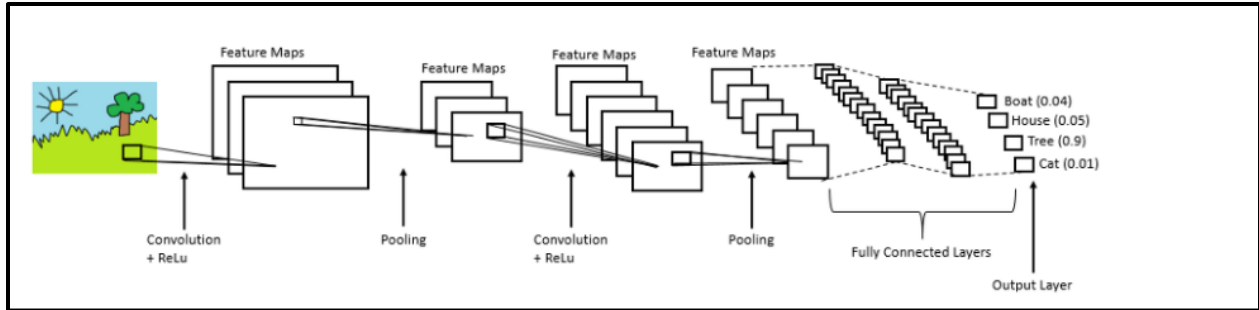 Feature Maps
Feature Maps
Feature Maps
Feature Maps
Boat (0.04)
House (0.05)
Tree (0.9)
Cat (0.01)
Convolution
+ ReLu
Pooling
Convolution
+ ReLu
Pooling
Fully Connected Layers
Output Layer